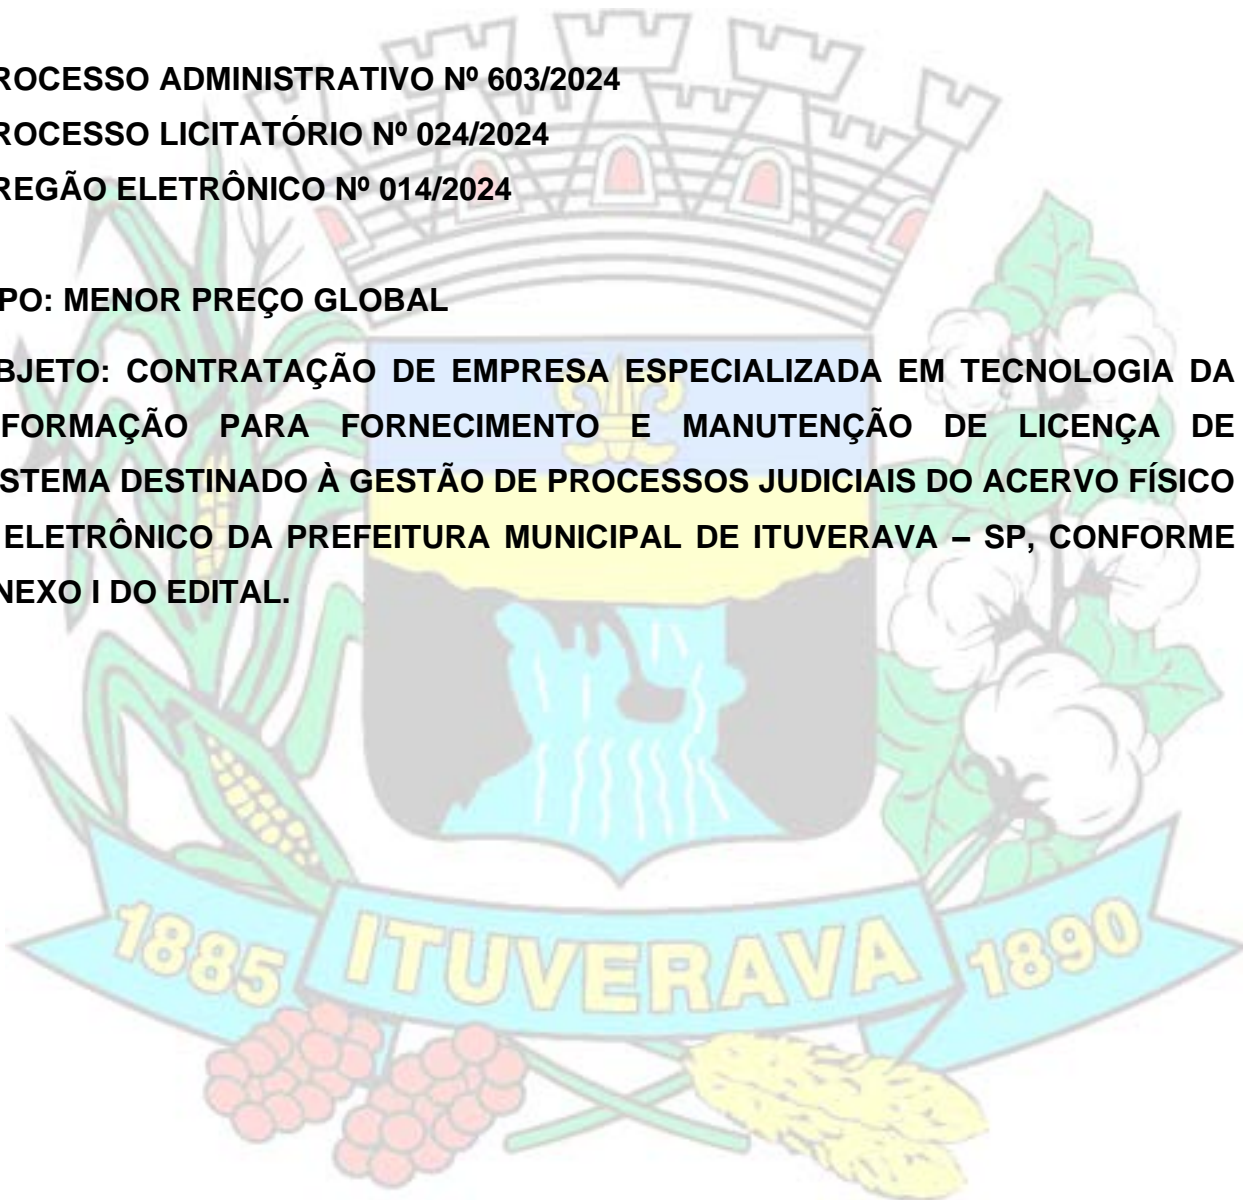 ROCESSO ADMINISTRATIVO Nº 603/2024
ROCESSO LICITATÓRIO Nº 024/2024
REGÃO ELETRÔNICO Nº 014/2024
PO: MENOR PREÇO GLOBAL
BJETO: CONTRATAÇÃO DE EMPRESA ESPECIALIZADA EM TECNOLOGIA DA
FORMAÇÃO PARA FORNECIMENTO E MANUTENÇÃO DE LICENÇA DE
ISTEMA DESTINADO À GESTÃO DE PROCESSOS JUDICIAIS DO ACERVO FÍSICO
ELETRÔNICO DA PREFEITURA MUNICIPAL DE ITUVERAVA – SP, CONFORME
NEXO I DO EDITAL.
1885 ITUVERAVA 1890